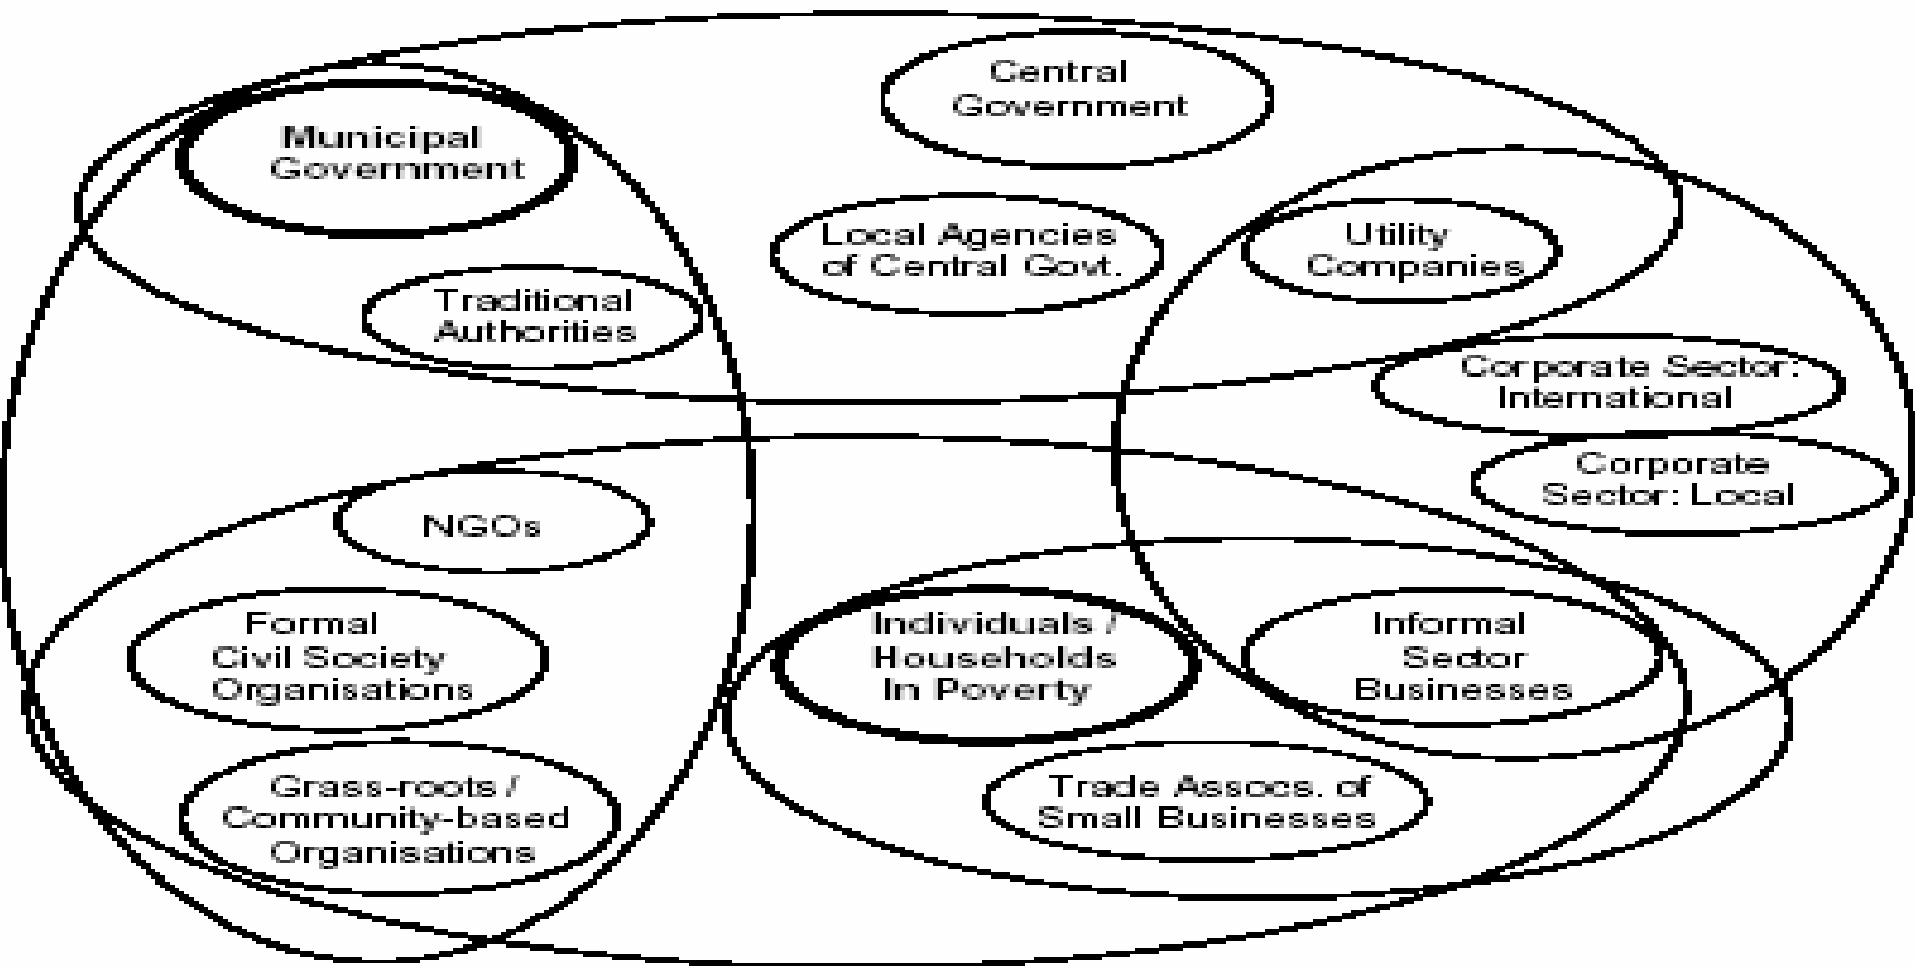 Central
Government
Municipal
Government
Local Agencies
of Central Govt.
Utility
Companies
Traditional
Authorities
Corporate Sector:
International
Corporate
Sector: Local
NGOs
Formal
Civil Society
Organisations
Individuals /
Households
In Poverty
Informal
Sector
Businesses
Grass-roots /
Community-based
Organisations
Trade Assocs. of
Small Businesses